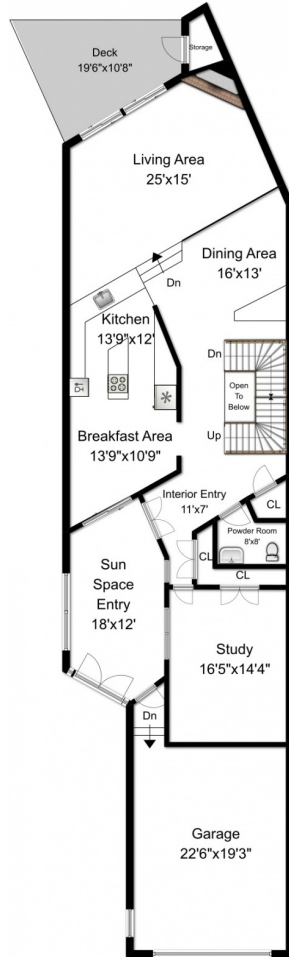 Deck
19'6"x10'8"
Storage
Living Area
25'x15'
Dining Area
16'x13'
Dn
Kitchen
13'9"x12'
Dn
Open
To
Below
Up
Breakfast Area
13'9"x10'9"
Interior Entry
11'x7'
CL
Powder Room
8'x8'
CL
CL
Sun
Space
Entry
18'x12'
Study
16'5"x14'4"
Dn
Garage
22'6"x19'3"